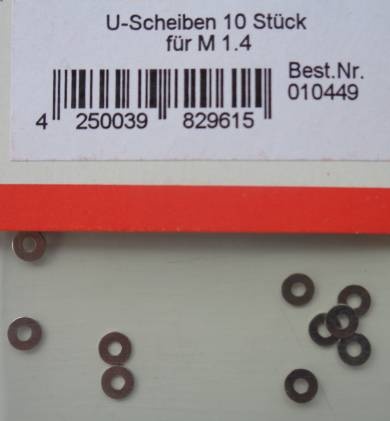 U-Scheiben 10 Stück
für M 1.4
Best.Nr.
010449
4 250039 829615